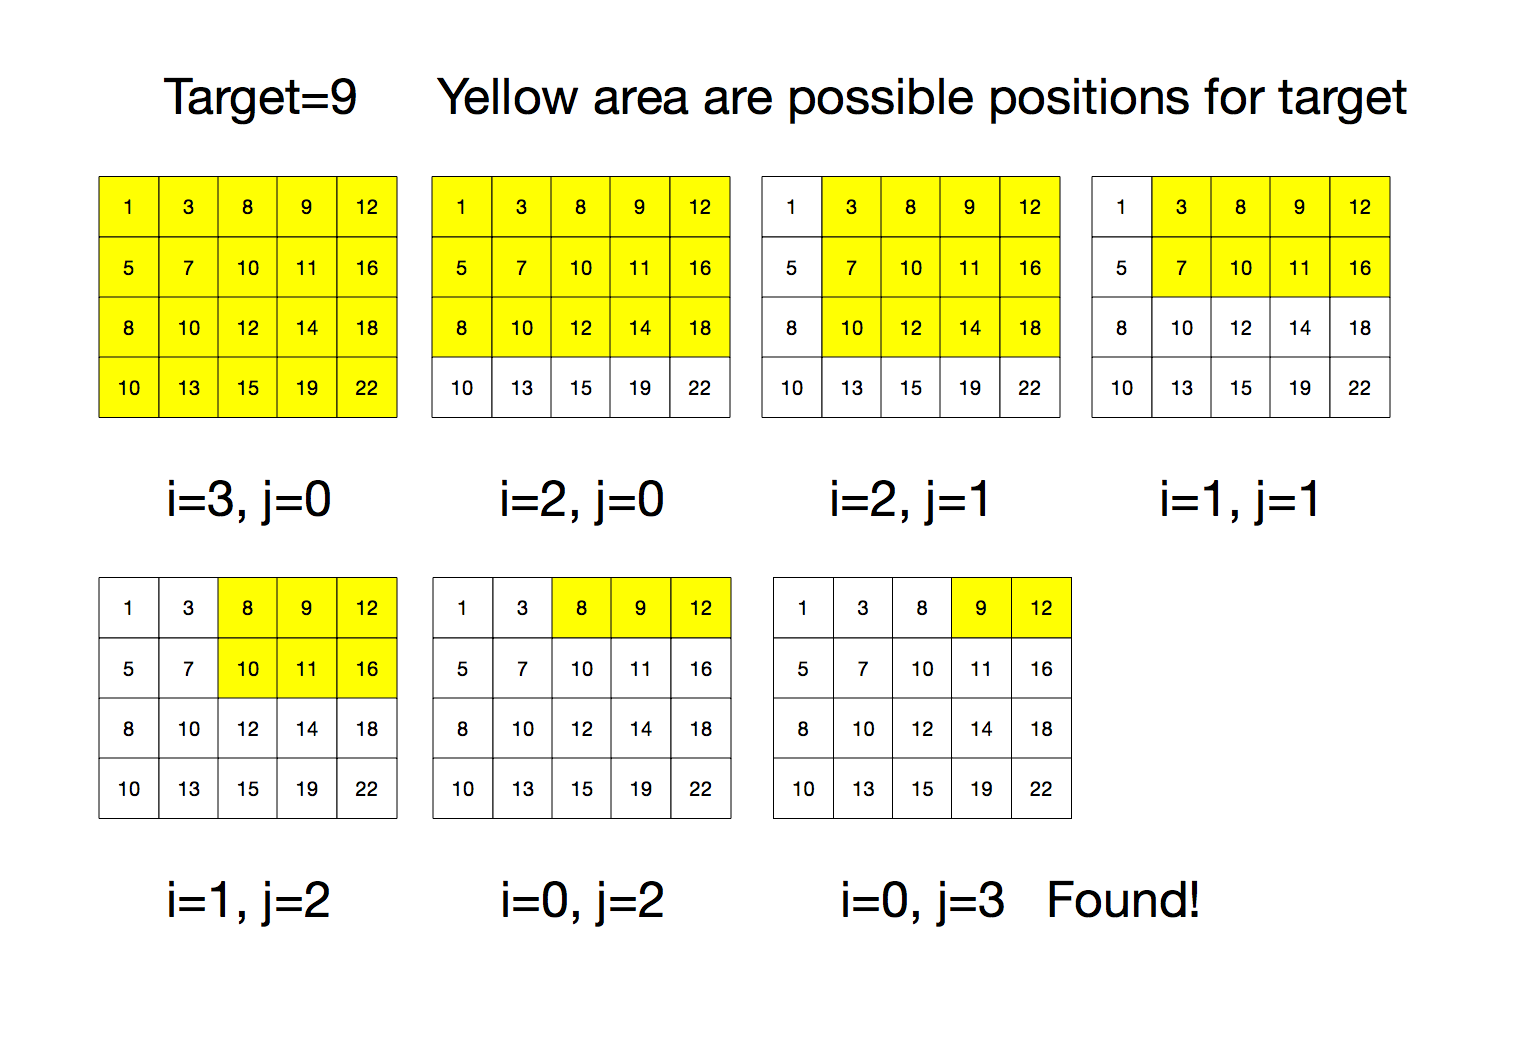 Target=9 Yellow area are possible positions for target
1 3 8 9 12 1 3 8 9 12 1 3 8 9 12 1 3 8 9 12
5 7 10 11 16 5 7 10 11 16 5 7 10 11 16 5 7 10 11 16
8 10 12 14 18 8 10 12 14 18 8 10 12 14 18 8 10 12 14 18
10 13 15 19 22 10 13 15 19 22 10 13 15 19 22 10 13 15 19 22
i=3, j=0 i=2, j=0 i=2, j=1 i=1, j=1
1 3 8 9 12 1 3 8 9 12 1 3 8 9 12
5 7 10 11 16 5 7 10 11 16 5 7 10 11 16
8 10 12 14 18 8 10 12 14 18 8 10 12 14 18
10 13 15 19 22 10 13 15 19 22 10 13 15 19 22
i=1, j=2 i=0, j=2 i=0, j=3 Found!